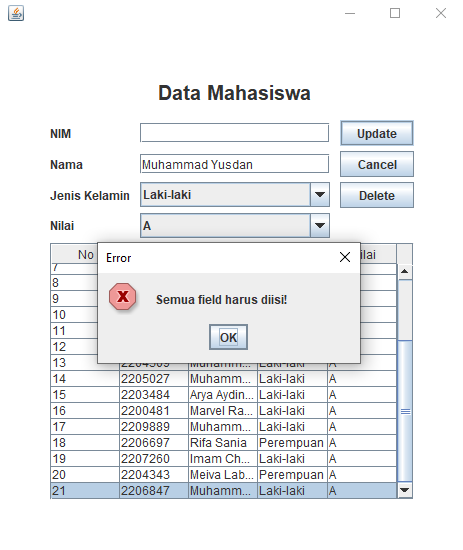 Data Mahasiswa
NIM
Update
Nama
Muhammad Yusdan
Cancel
Jenis Kelamin
Laki-laki
Delete
Nilai
A
No
ilai
7
8
9
10
11
12
Error
Semua field harus diisi!
OK
13 2204509 Muhamm... Laki-laki A
14 2205027 Muhamm... Laki-laki A
15 2203484 Arya Aydin... Laki-laki A
16 2200481 Marvel Ra... Laki-laki A
17 2209889 Muhamm... Laki-laki A
18 2206697 Rifa Sania Perempuan A
19 2207260 Imam Ch... Laki-laki A
20 2204343 Meiva Lab... Perempuan A
21 2206847 Muhamm... Laki-laki A